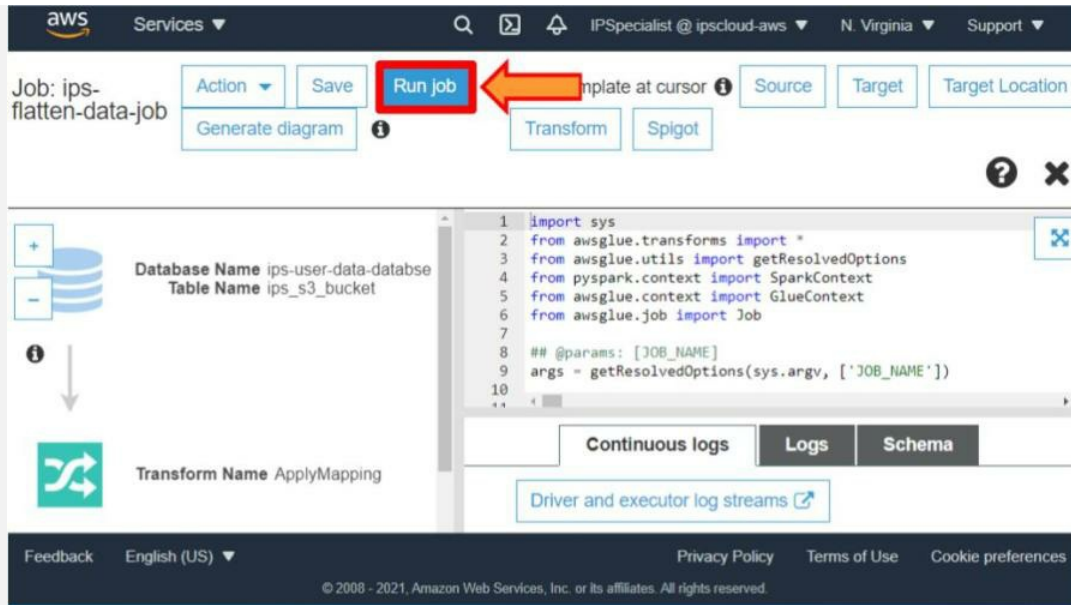 aws Services ▼ IPSpecialist @ ipscloud-aws ▼ N. Virginia ▼ Support ▼
Job: ips-flatten-data-job
Action Save Run job at cursor Source Target Target Location
Generate diagram Transform Spigot
+
Database Name ips-user-data-databse
Table Name ips_s3_bucket
−
Transform Name ApplyMapping
1 import sys
2 from awsglue.transforms import *
3 from awsglue.utils import getResolvedOptions
4 from pyspark.context import SparkContext
5 from awsglue.context import GlueContext
6 from awsglue.job import Job
7
8 ## @params: [JOB_NAME]
9 args = getResolvedOptions(sys.argv, ['JOB_NAME'])
10
Continuous logs Logs Schema
Driver and executor log streams
Feedback English (US) ▼ Privacy Policy Terms of Use Cookie preferences
© 2008 - 2021, Amazon Web Services, Inc. or its affiliates. All rights reserved.